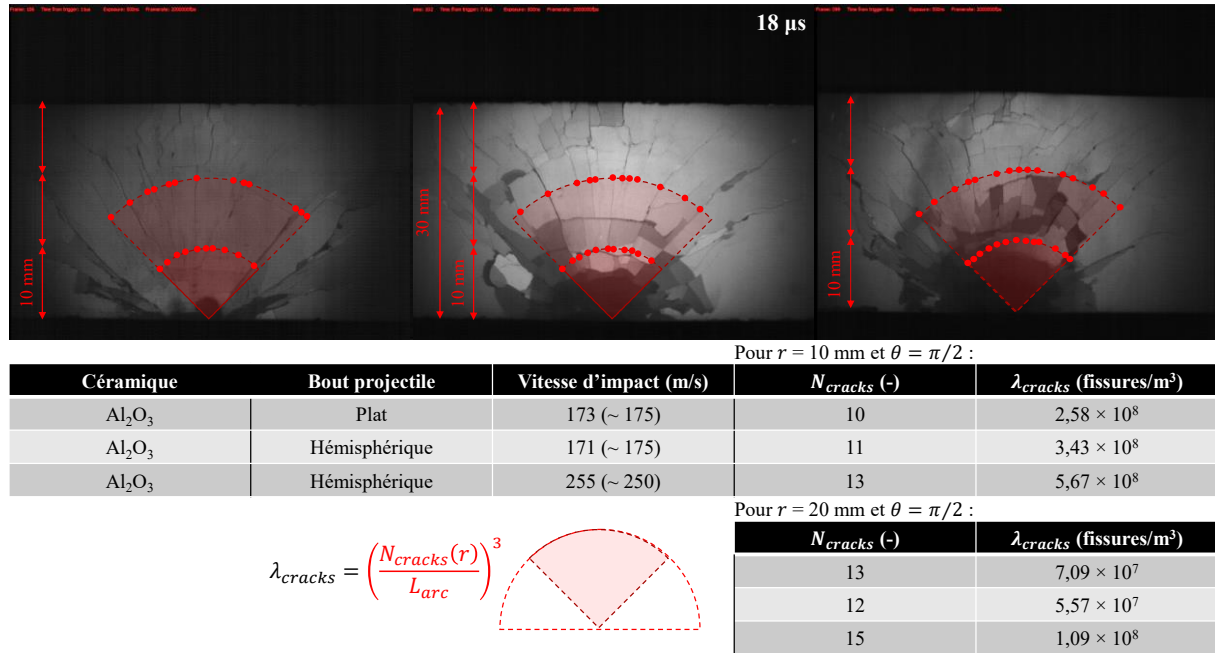 18 µs
10 mm
30 mm
10 mm
10 mm
Pour r = 10 mm et θ = π/2 :
Céramique Bout projectile Vitesse d’impact (m/s) N_cracks (-) λ_cracks (fissures/m³)
Al₂O₃ Plat 173 (~ 175) 10 2,58 × 10⁸
Al₂O₃ Hémisphérique 171 (~ 175) 11 3,43 × 10⁸
Al₂O₃ Hémisphérique 255 (~ 250) 13 5,67 × 10⁸
Pour r = 20 mm et θ = π/2 :
N_cracks (-) λ_cracks (fissures/m³)
13 7,09 × 10⁷
12 5,57 × 10⁷
15 1,09 × 10⁸
λ_cracks = (N_cracks(r) / L_arc)³